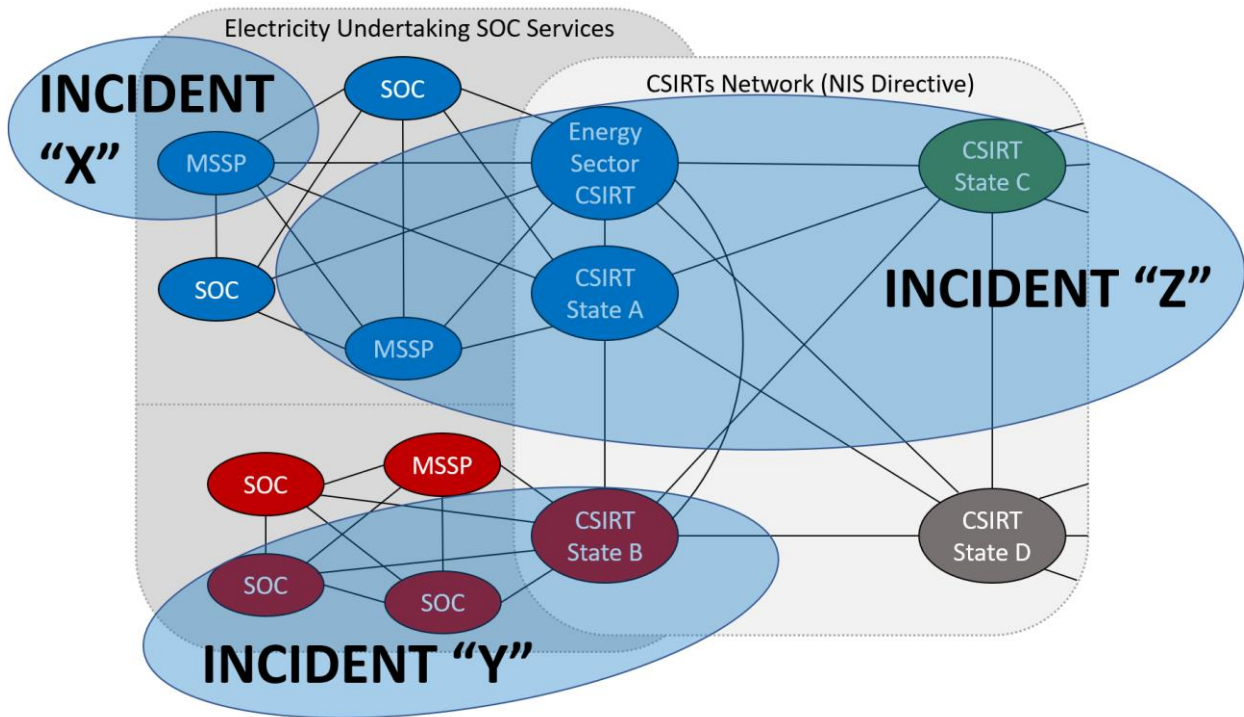 Electricity Undertaking SOC Services
INCIDENT
“X”
MSSP
SOC
SOC
MSSP
CSIRTs Network (NIS Directive)
Energy
Sector
CSIRT
CSIRT
State A
CSIRT
State C
INCIDENT “Z”
SOC
MSSP
SOC
SOC
CSIRT
State B
CSIRT
State D
INCIDENT “Y”